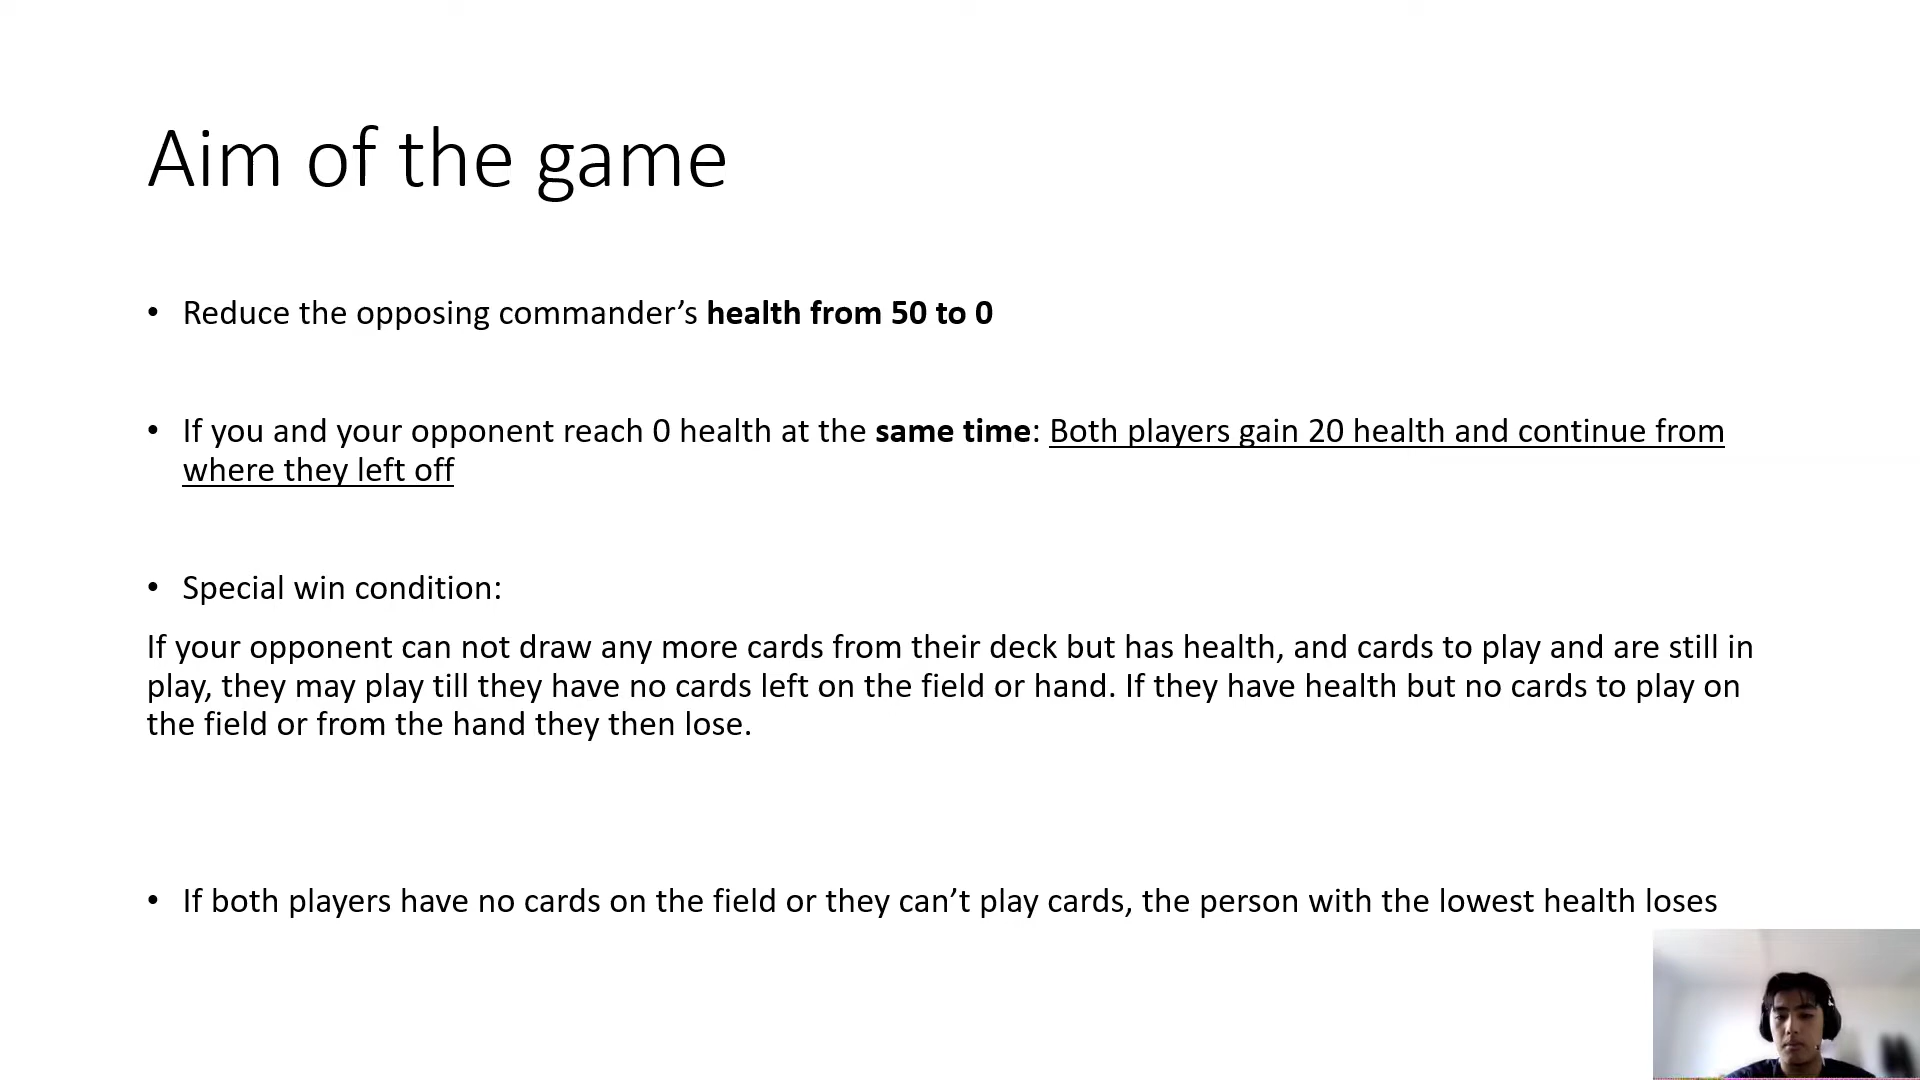 Aim of the game
• Reduce the opposing commander’s health from 50 to 0
• If you and your opponent reach 0 health at the same time: Both players gain 20 health and continue from
where they left off
• Special win condition:
If your opponent can not draw any more cards from their deck but has health, and cards to play and are still in
play, they may play till they have no cards left on the field or hand. If they have health but no cards to play on
the field or from the hand they then lose.
• If both players have no cards on the field or they can’t play cards, the person with the lowest health loses